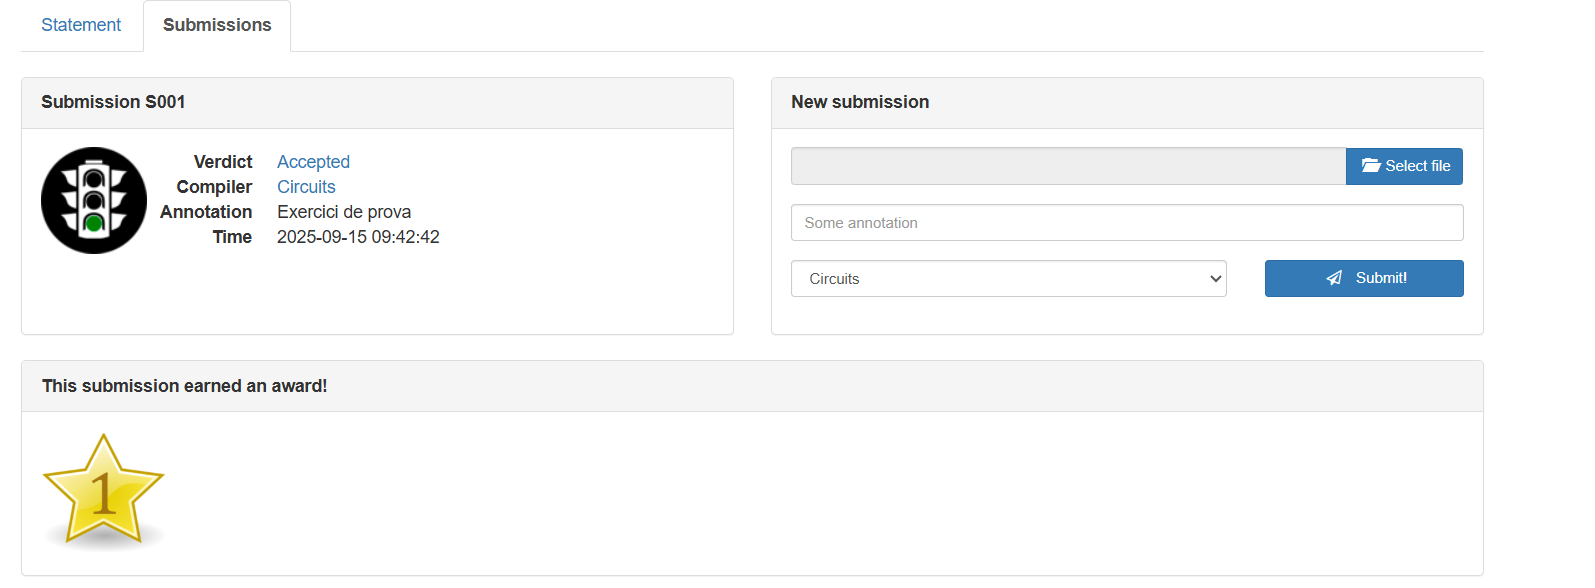 Statement
Submissions
Submission S001
Verdict Accepted
Compiler Circuits
Annotation Exercici de prova
Time 2025-09-15 09:42:42
New submission
Select file
Some annotation
Circuits
Submit!
This submission earned an award!
1